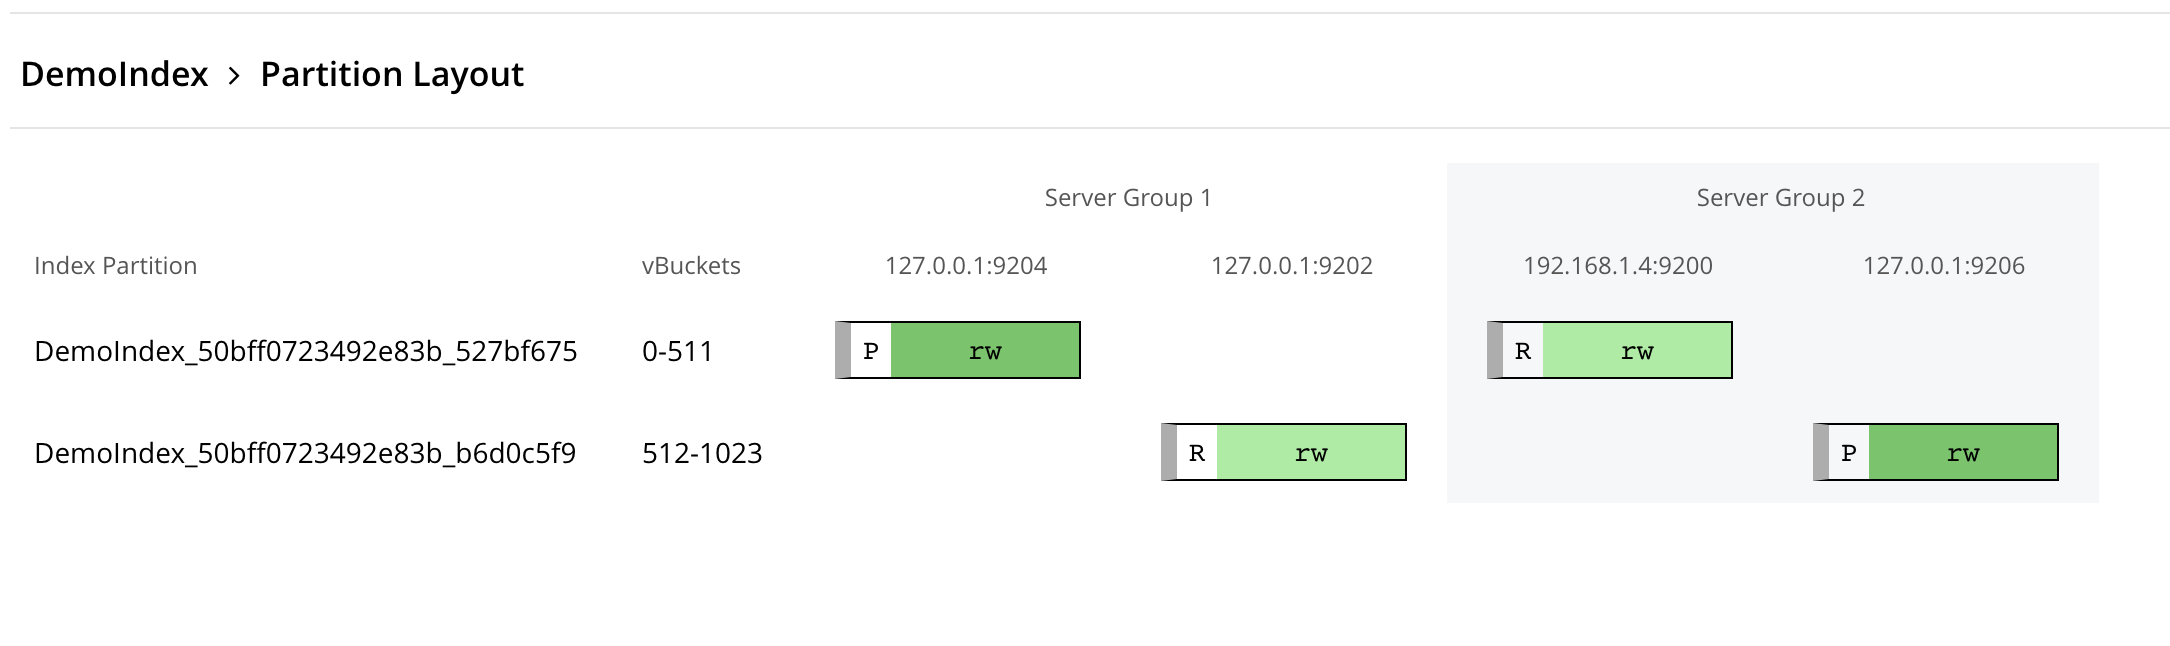 DemoIndex > Partition Layout
Server Group 1 Server Group 2
Index Partition vBuckets 127.0.0.1:9204 127.0.0.1:9202 192.168.1.4:9200 127.0.0.1:9206
DemoIndex_50bff0723492e83b_527bf675 0-511 P rw R rw
DemoIndex_50bff0723492e83b_b6d0c5f9 512-1023 R rw P rw